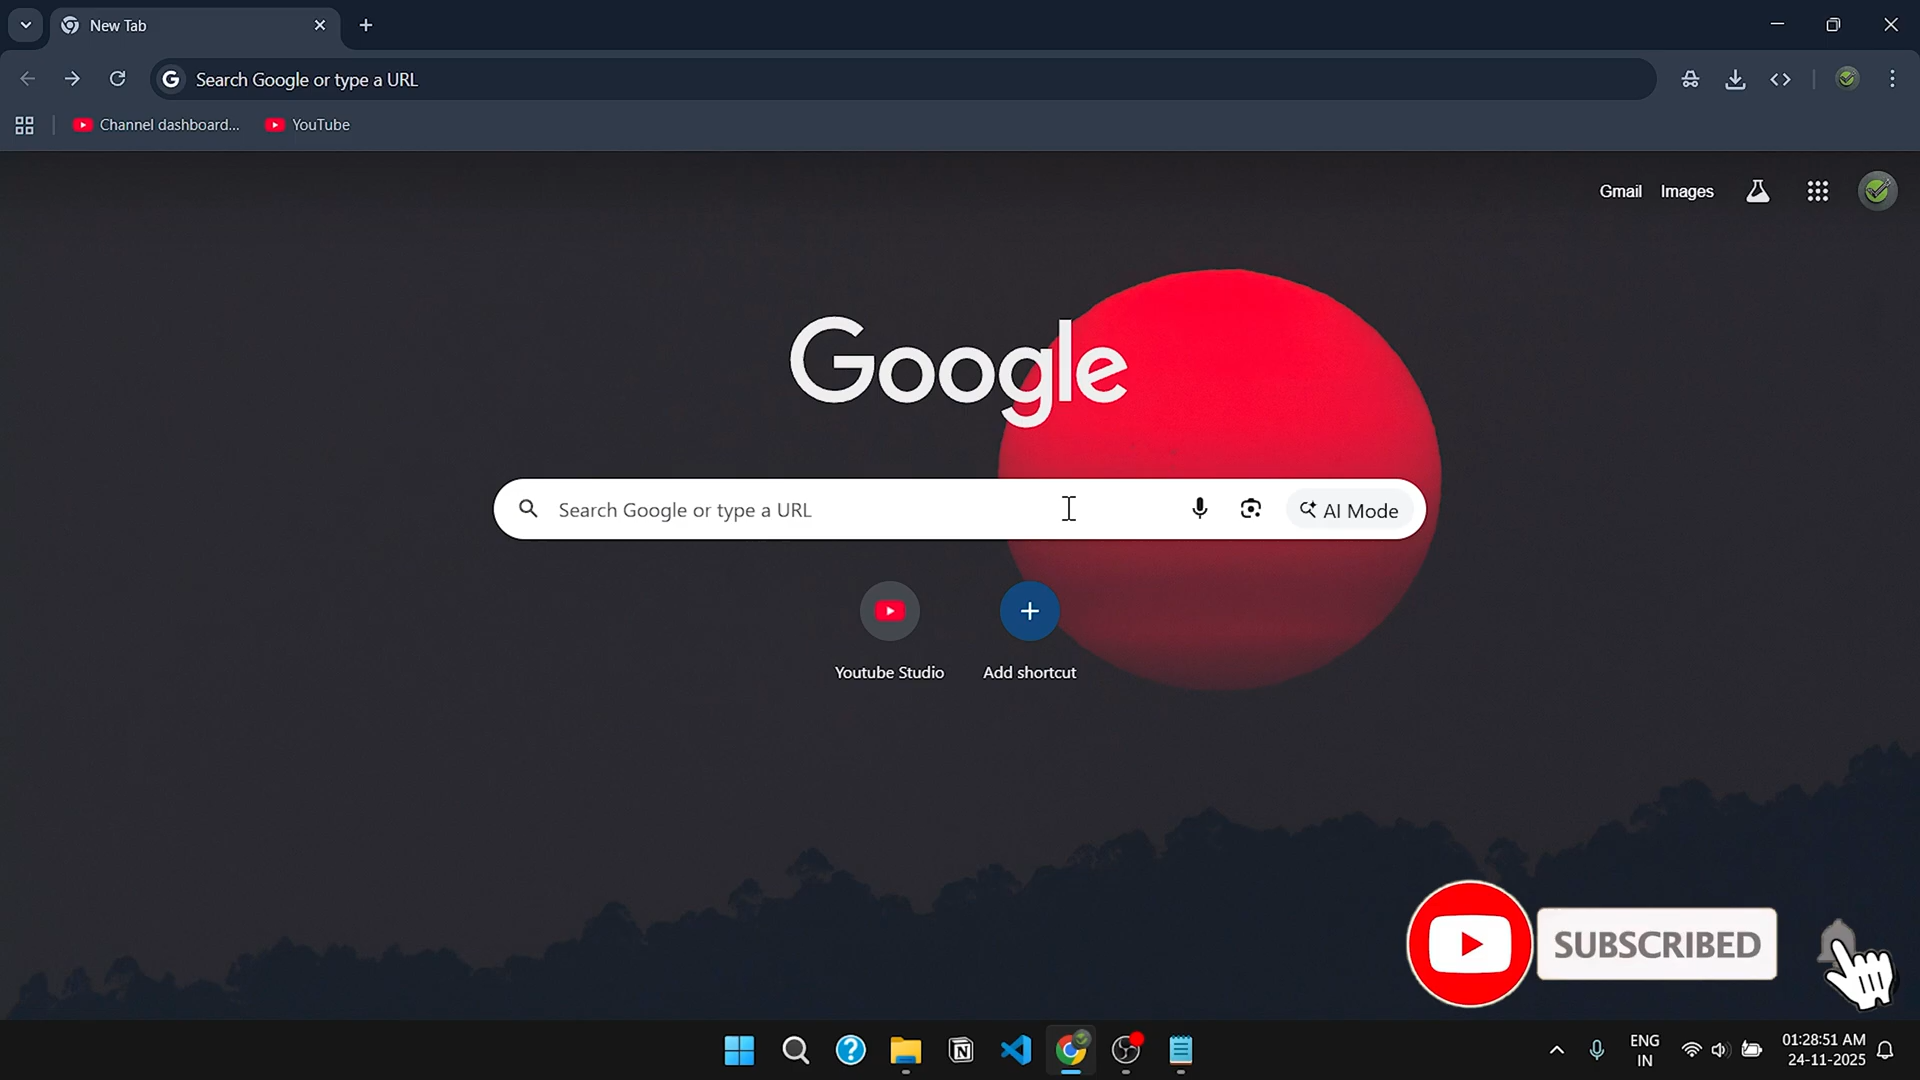 New Tab
Search Google or type a URL
Channel dashboard...
YouTube
Gmail
Images
Google
Search Google or type a URL
AI Mode
Youtube Studio
Add shortcut
SUBSCRIBED
ENG
IN
01:28:51 AM
24-11-2025